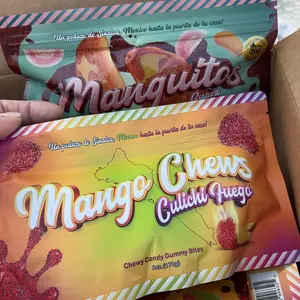 Un pedazo de Sinaloa, Mexico hasta la puerta de tu casa!
Manguitos
Un pedazo de Sinaloa, Mexico hasta la puerta de tu casa!
Mango Chews
Culichi Fuego
Chewy Candy Gummy Bites